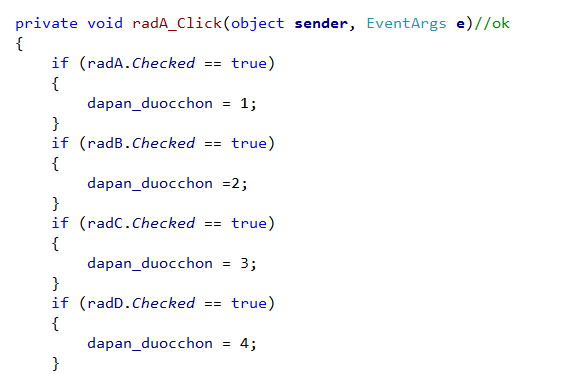 private void radA_Click(object sender, EventArgs e)//ok
{
if (radA.Checked == true)
{
dapan_duocchon = 1;
}
if (radB.Checked == true)
{
dapan_duocchon =2;
}
if (radC.Checked == true)
{
dapan_duocchon = 3;
}
if (radD.Checked == true)
{
dapan_duocchon = 4;
}